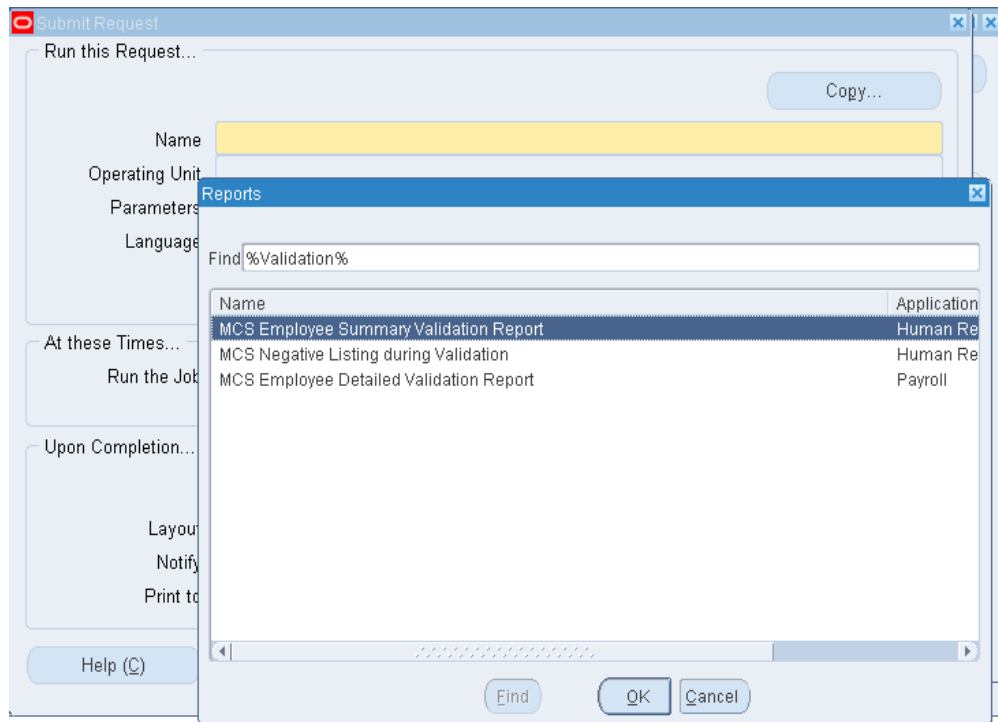 Submit Request
Run this Request...
Copy...
Name
Operating Unit
Parameters
Language
Reports
Find %Validation%
Name Application
MCS Employee Summary Validation Report Human Re
MCS Negative Listing during Validation Human Re
MCS Employee Detailed Validation Report Payroll
At these Times...
Run the Job
Upon Completion...
Layou
Notify
Print to
Help (C)
Find OK Cancel